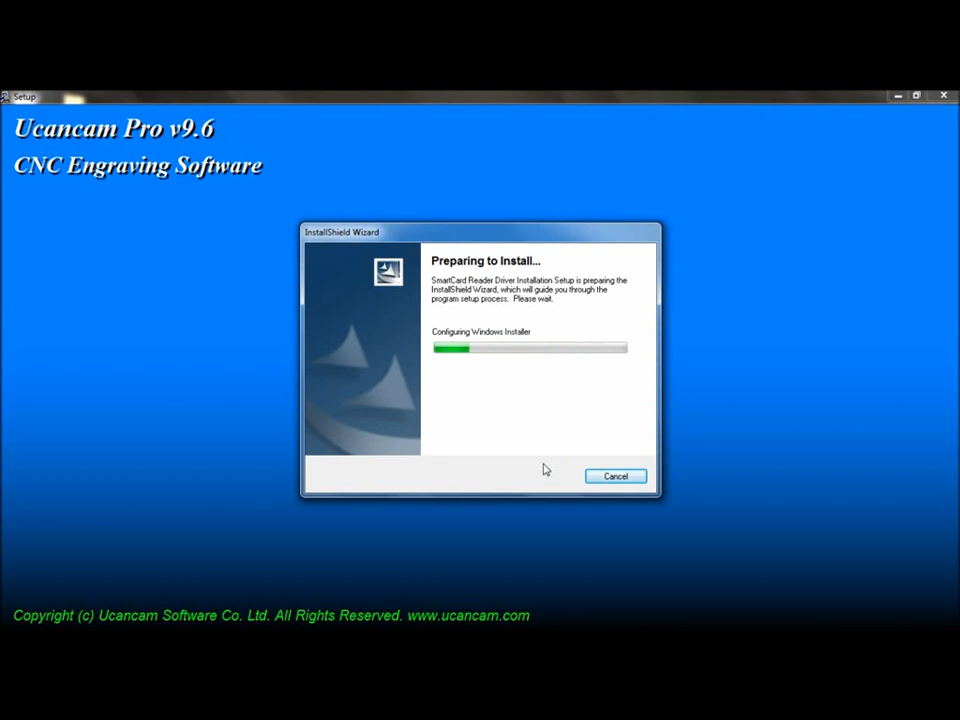 Setup
Ucancam Pro v9.6
CNC Engraving Software
InstallShield Wizard
Preparing to Install...
SmartCard Reader Driver Installation Setup is preparing the
InstallShield Wizard, which will guide you through the
program setup process. Please wait.
Configuring Windows Installer
Cancel
Copyright (c) Ucancam Software Co. Ltd. All Rights Reserved. www.ucancam.com